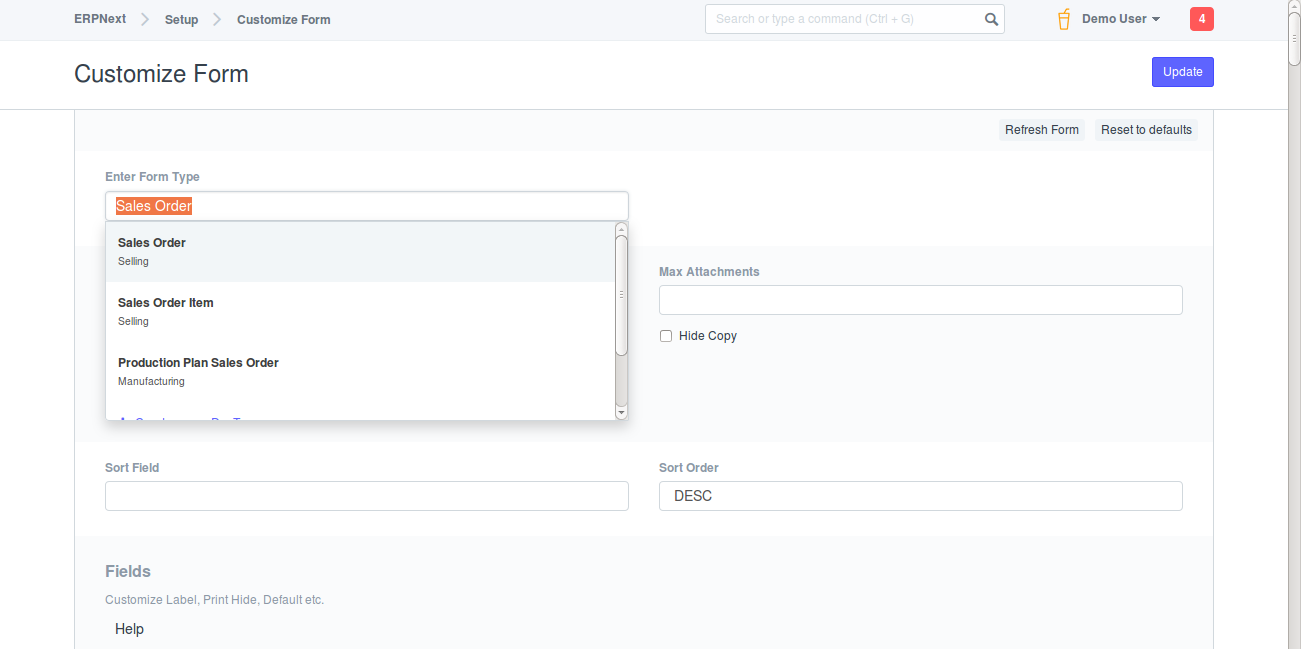 ERPNext Setup Customize Form Search or type a command (Ctrl + G) Demo User 4
Customize Form Update
Refresh Form Reset to defaults
Enter Form Type
Sales Order
Sales Order
Selling
Sales Order Item
Selling
Production Plan Sales Order
Manufacturing
Max Attachments
Hide Copy
Sort Field Sort Order
DESC
Fields
Customize Label, Print Hide, Default etc.
Help